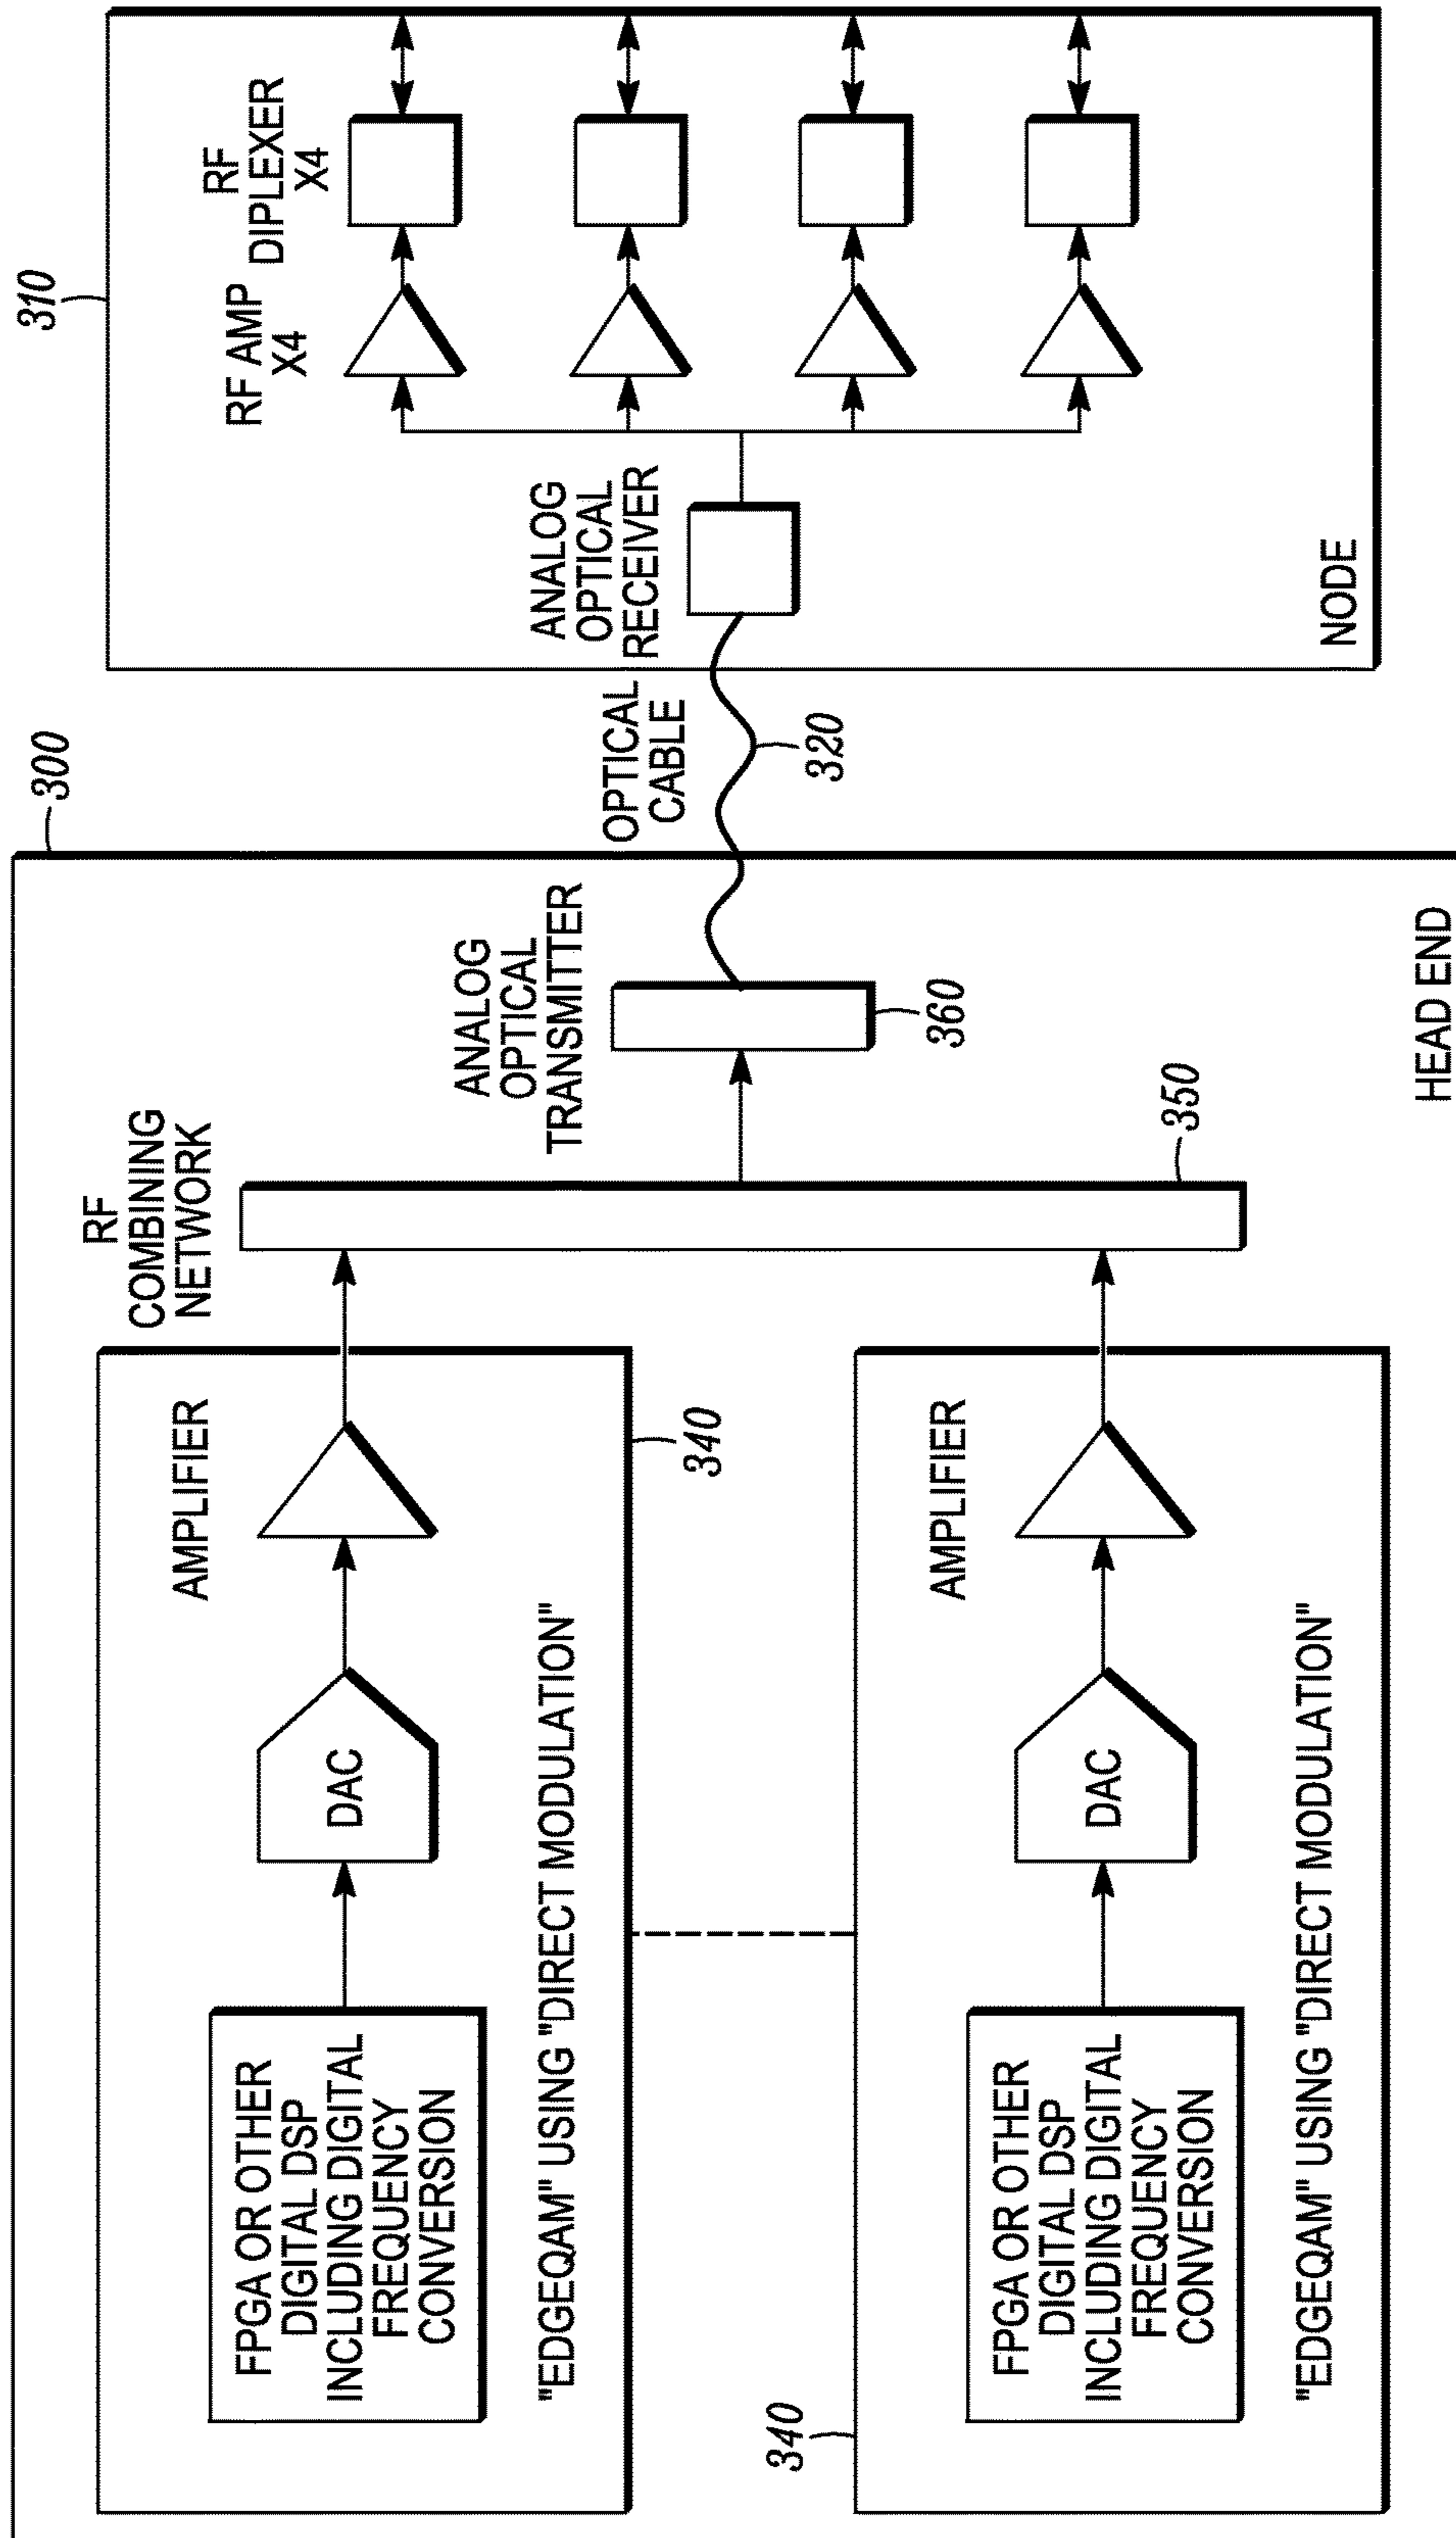 300
310
"EDGEQAM" USING "DIRECT MODULATION"
FPGA OR OTHER
DIGITAL DSP
INCLUDING DIGITAL
FREQUENCY
CONVERSION
DAC
AMPLIFIER
340
RF
COMBINING
NETWORK
350
ANALOG
OPTICAL
TRANSMITTER
360
OPTICAL
CABLE
320
ANALOG
OPTICAL
RECEIVER
RF AMP
X4
RF
DIPLEXER
X4
NODE
340
FPGA OR OTHER
DIGITAL DSP
INCLUDING DIGITAL
FREQUENCY
CONVERSION
DAC
AMPLIFIER
"EDGEQAM" USING "DIRECT MODULATION"
HEAD END